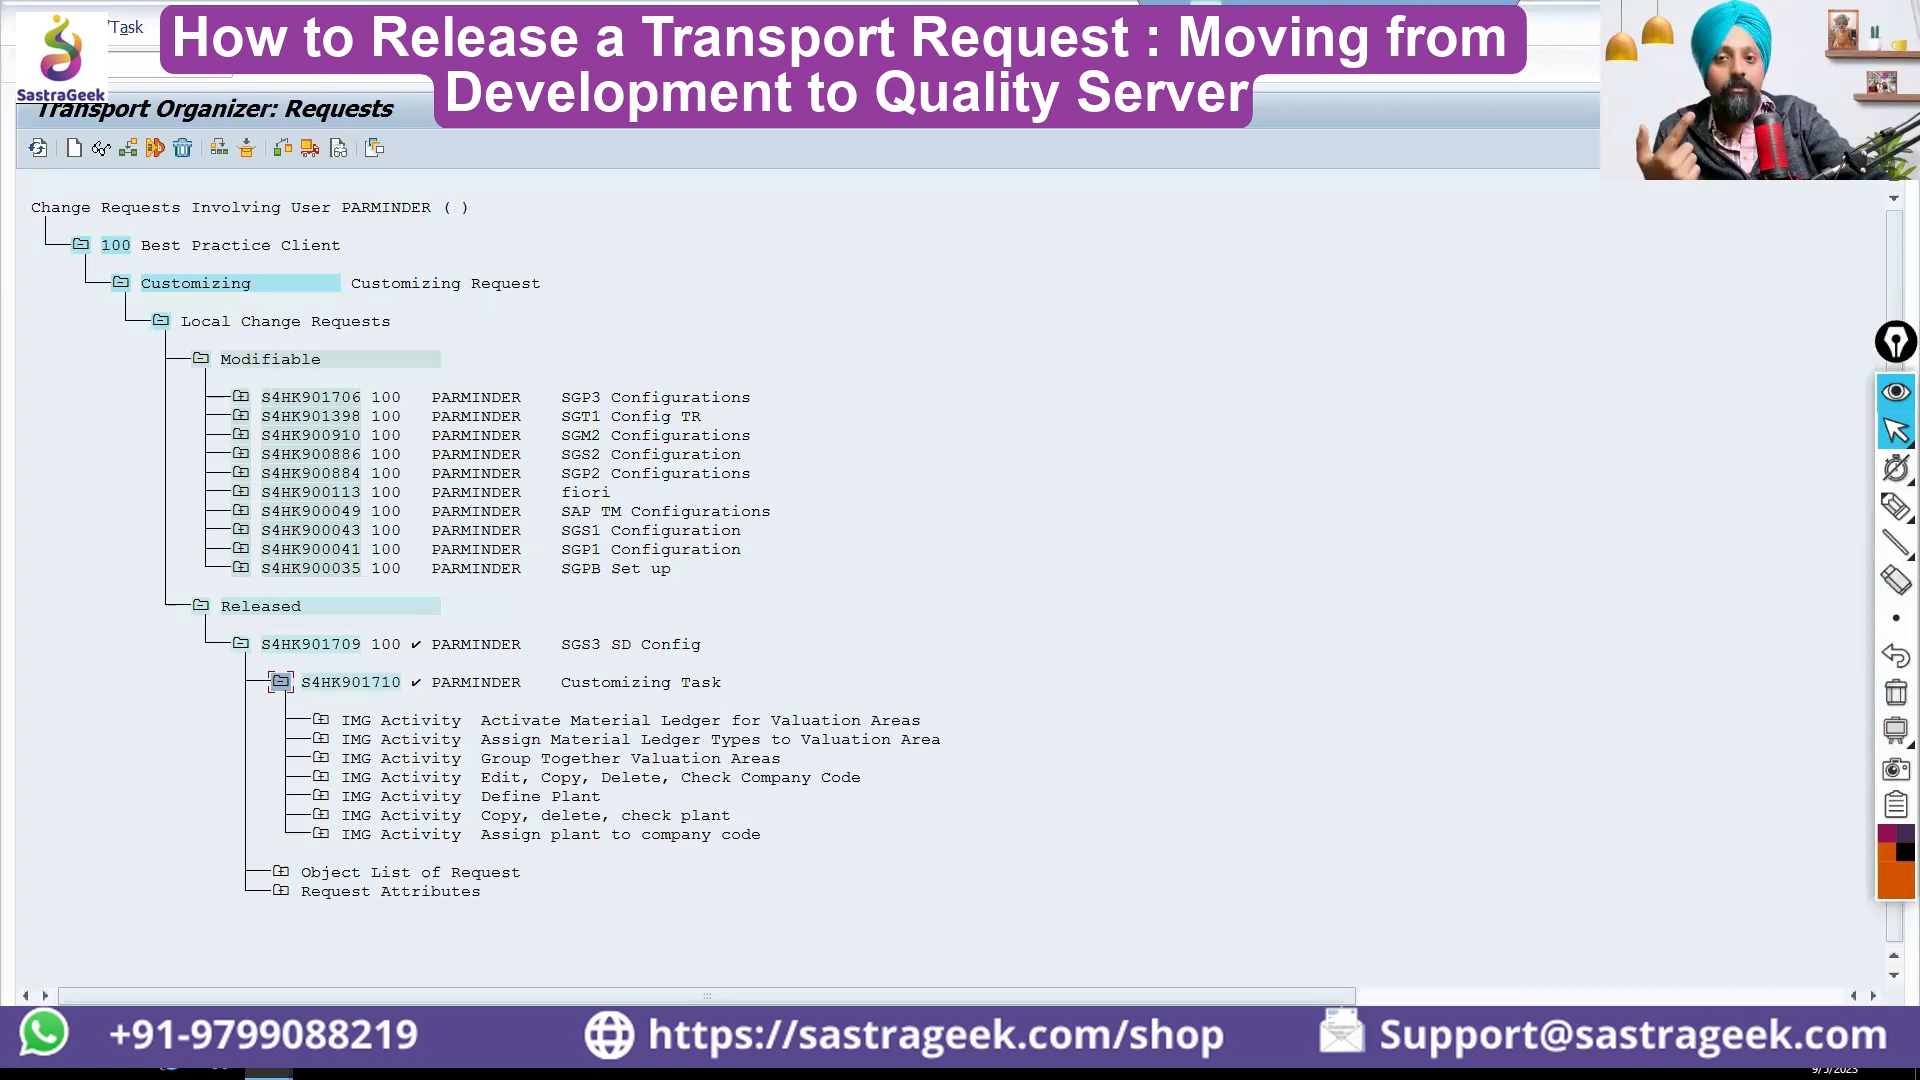 /Task
How to Release a Transport Request : Moving from
Development to Quality Server
SastraGeek
Transport Organizer: Requests
Change Requests Involving User PARMINDER ( )
100 Best Practice Client
Customizing Customizing Request
Local Change Requests
Modifiable
S4HK901706 100 PARMINDER SGP3 Configurations
S4HK901398 100 PARMINDER SGT1 Config TR
S4HK900910 100 PARMINDER SGM2 Configurations
S4HK900886 100 PARMINDER SGS2 Configuration
S4HK900884 100 PARMINDER SGP2 Configurations
S4HK900113 100 PARMINDER fiori
S4HK900049 100 PARMINDER SAP TM Configurations
S4HK900043 100 PARMINDER SGS1 Configuration
S4HK900041 100 PARMINDER SGP1 Configuration
S4HK900035 100 PARMINDER SGPB Set up
Released
S4HK901709 100 ✔ PARMINDER SGS3 SD Config
S4HK901710 ✔ PARMINDER Customizing Task
IMG Activity Activate Material Ledger for Valuation Areas
IMG Activity Assign Material Ledger Types to Valuation Area
IMG Activity Group Together Valuation Areas
IMG Activity Edit, Copy, Delete, Check Company Code
IMG Activity Define Plant
IMG Activity Copy, delete, check plant
IMG Activity Assign plant to company code
Object List of Request
Request Attributes
+91-9799088219 https://sastrageek.com/shop Support@sastrageek.com